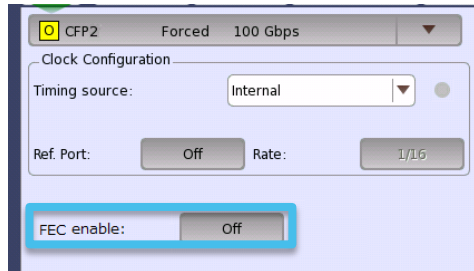 O CFP2 Forced 100 Gbps
Clock Configuration
Timing source: Internal
Ref. Port: Off Rate: 1/16
FEC enable: Off